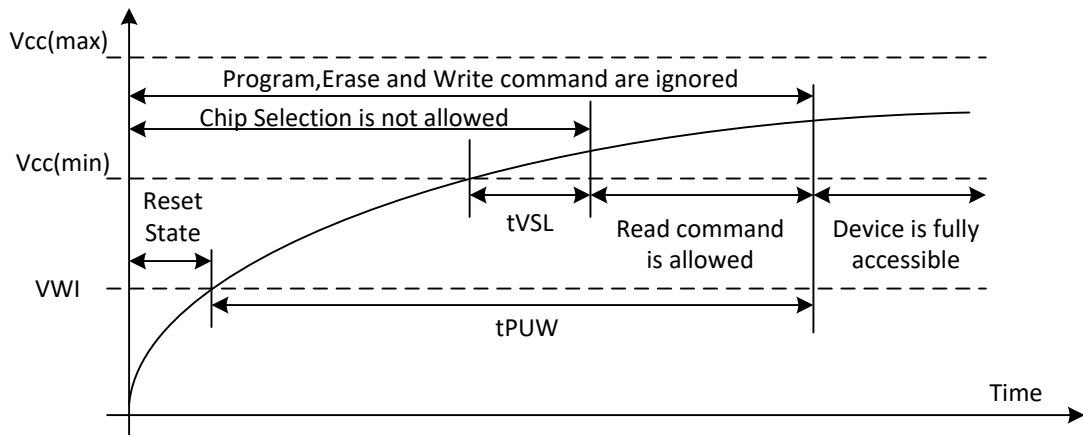 Vcc(max)
Program,Erase and Write command are ignored
Chip Selection is not allowed
Vcc(min)
Reset
State
tVSL
Read command
is allowed
Device is fully
accessible
VWI
tPUW
Time